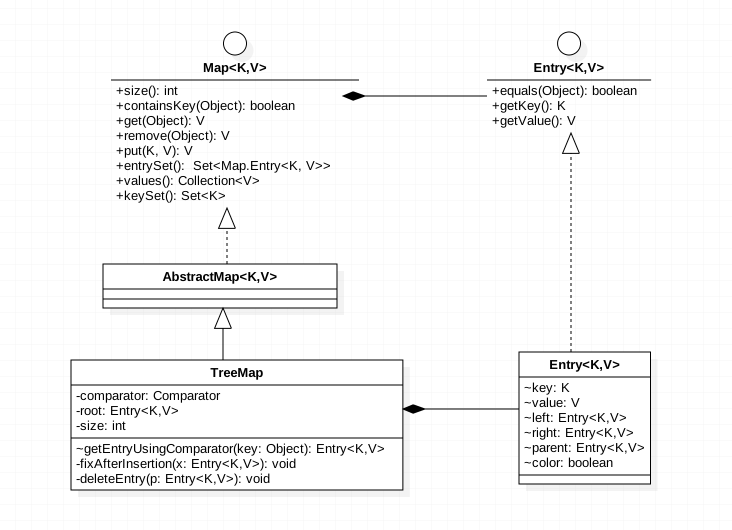 Map<K,V>
+size(): int
+containsKey(Object): boolean
+get(Object): V
+remove(Object): V
+put(K, V): V
+entrySet():  Set<Map.Entry<K, V>>
+values(): Collection<V>
+keySet(): Set<K>
Entry<K,V>
+equals(Object): boolean
+getKey(): K
+getValue(): V
AbstractMap<K,V>
TreeMap
-comparator: Comparator
-root: Entry<K,V>
-size: int
~getEntryUsingComparator(key: Object): Entry<K,V>
-fixAfterInsertion(x: Entry<K,V>): void
-deleteEntry(p: Entry<K,V>): void
Entry<K,V>
~key: K
~value: V
~left: Entry<K,V>
~right: Entry<K,V>
~parent: Entry<K,V>
~color: boolean